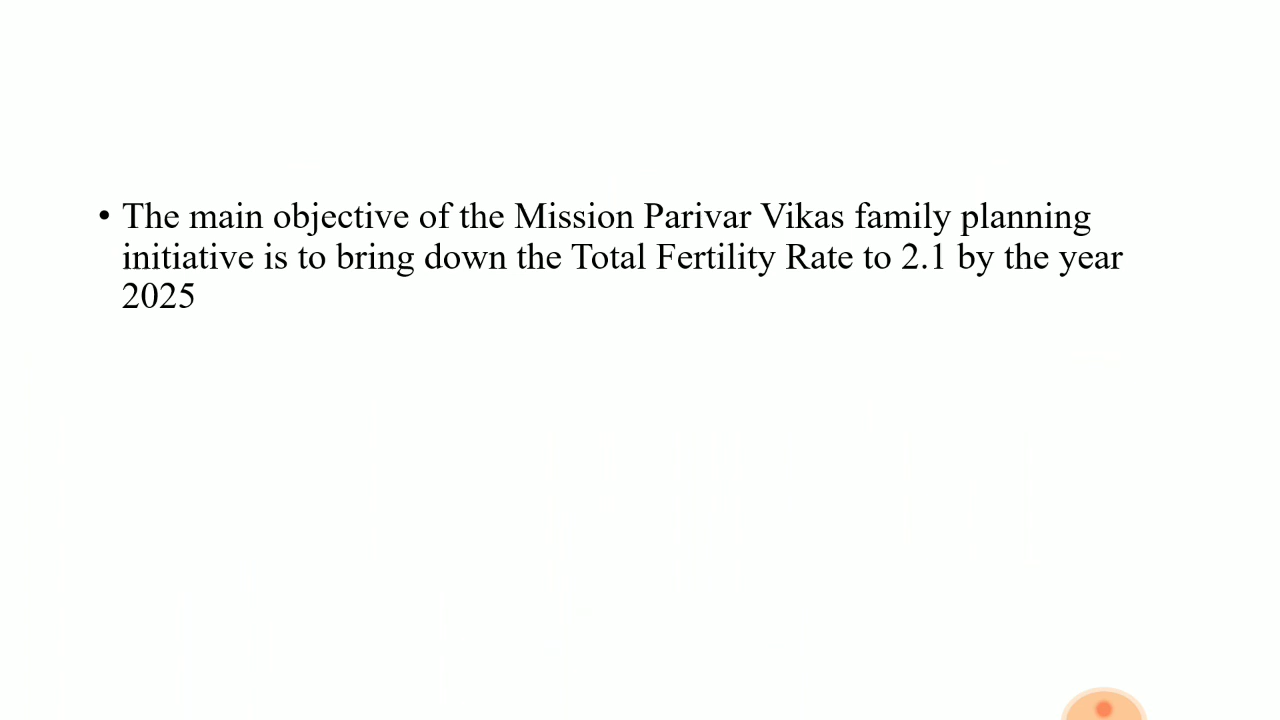 • The main objective of the Mission Parivar Vikas family planning
initiative is to bring down the Total Fertility Rate to 2.1 by the year
2025